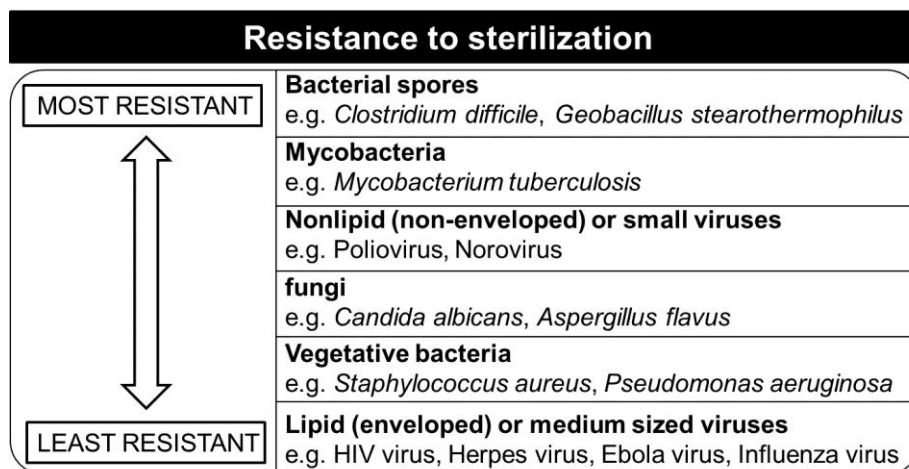 Resistance to sterilization
MOST RESISTANT
Bacterial spores
e.g. Clostridium difficile, Geobacillus stearothermophilus
Mycobacteria
e.g. Mycobacterium tuberculosis
Nonlipid (non-enveloped) or small viruses
e.g. Poliovirus, Norovirus
fungi
e.g. Candida albicans, Aspergillus flavus
Vegetative bacteria
e.g. Staphylococcus aureus, Pseudomonas aeruginosa
LEAST RESISTANT
Lipid (enveloped) or medium sized viruses
e.g. HIV virus, Herpes virus, Ebola virus, Influenza virus